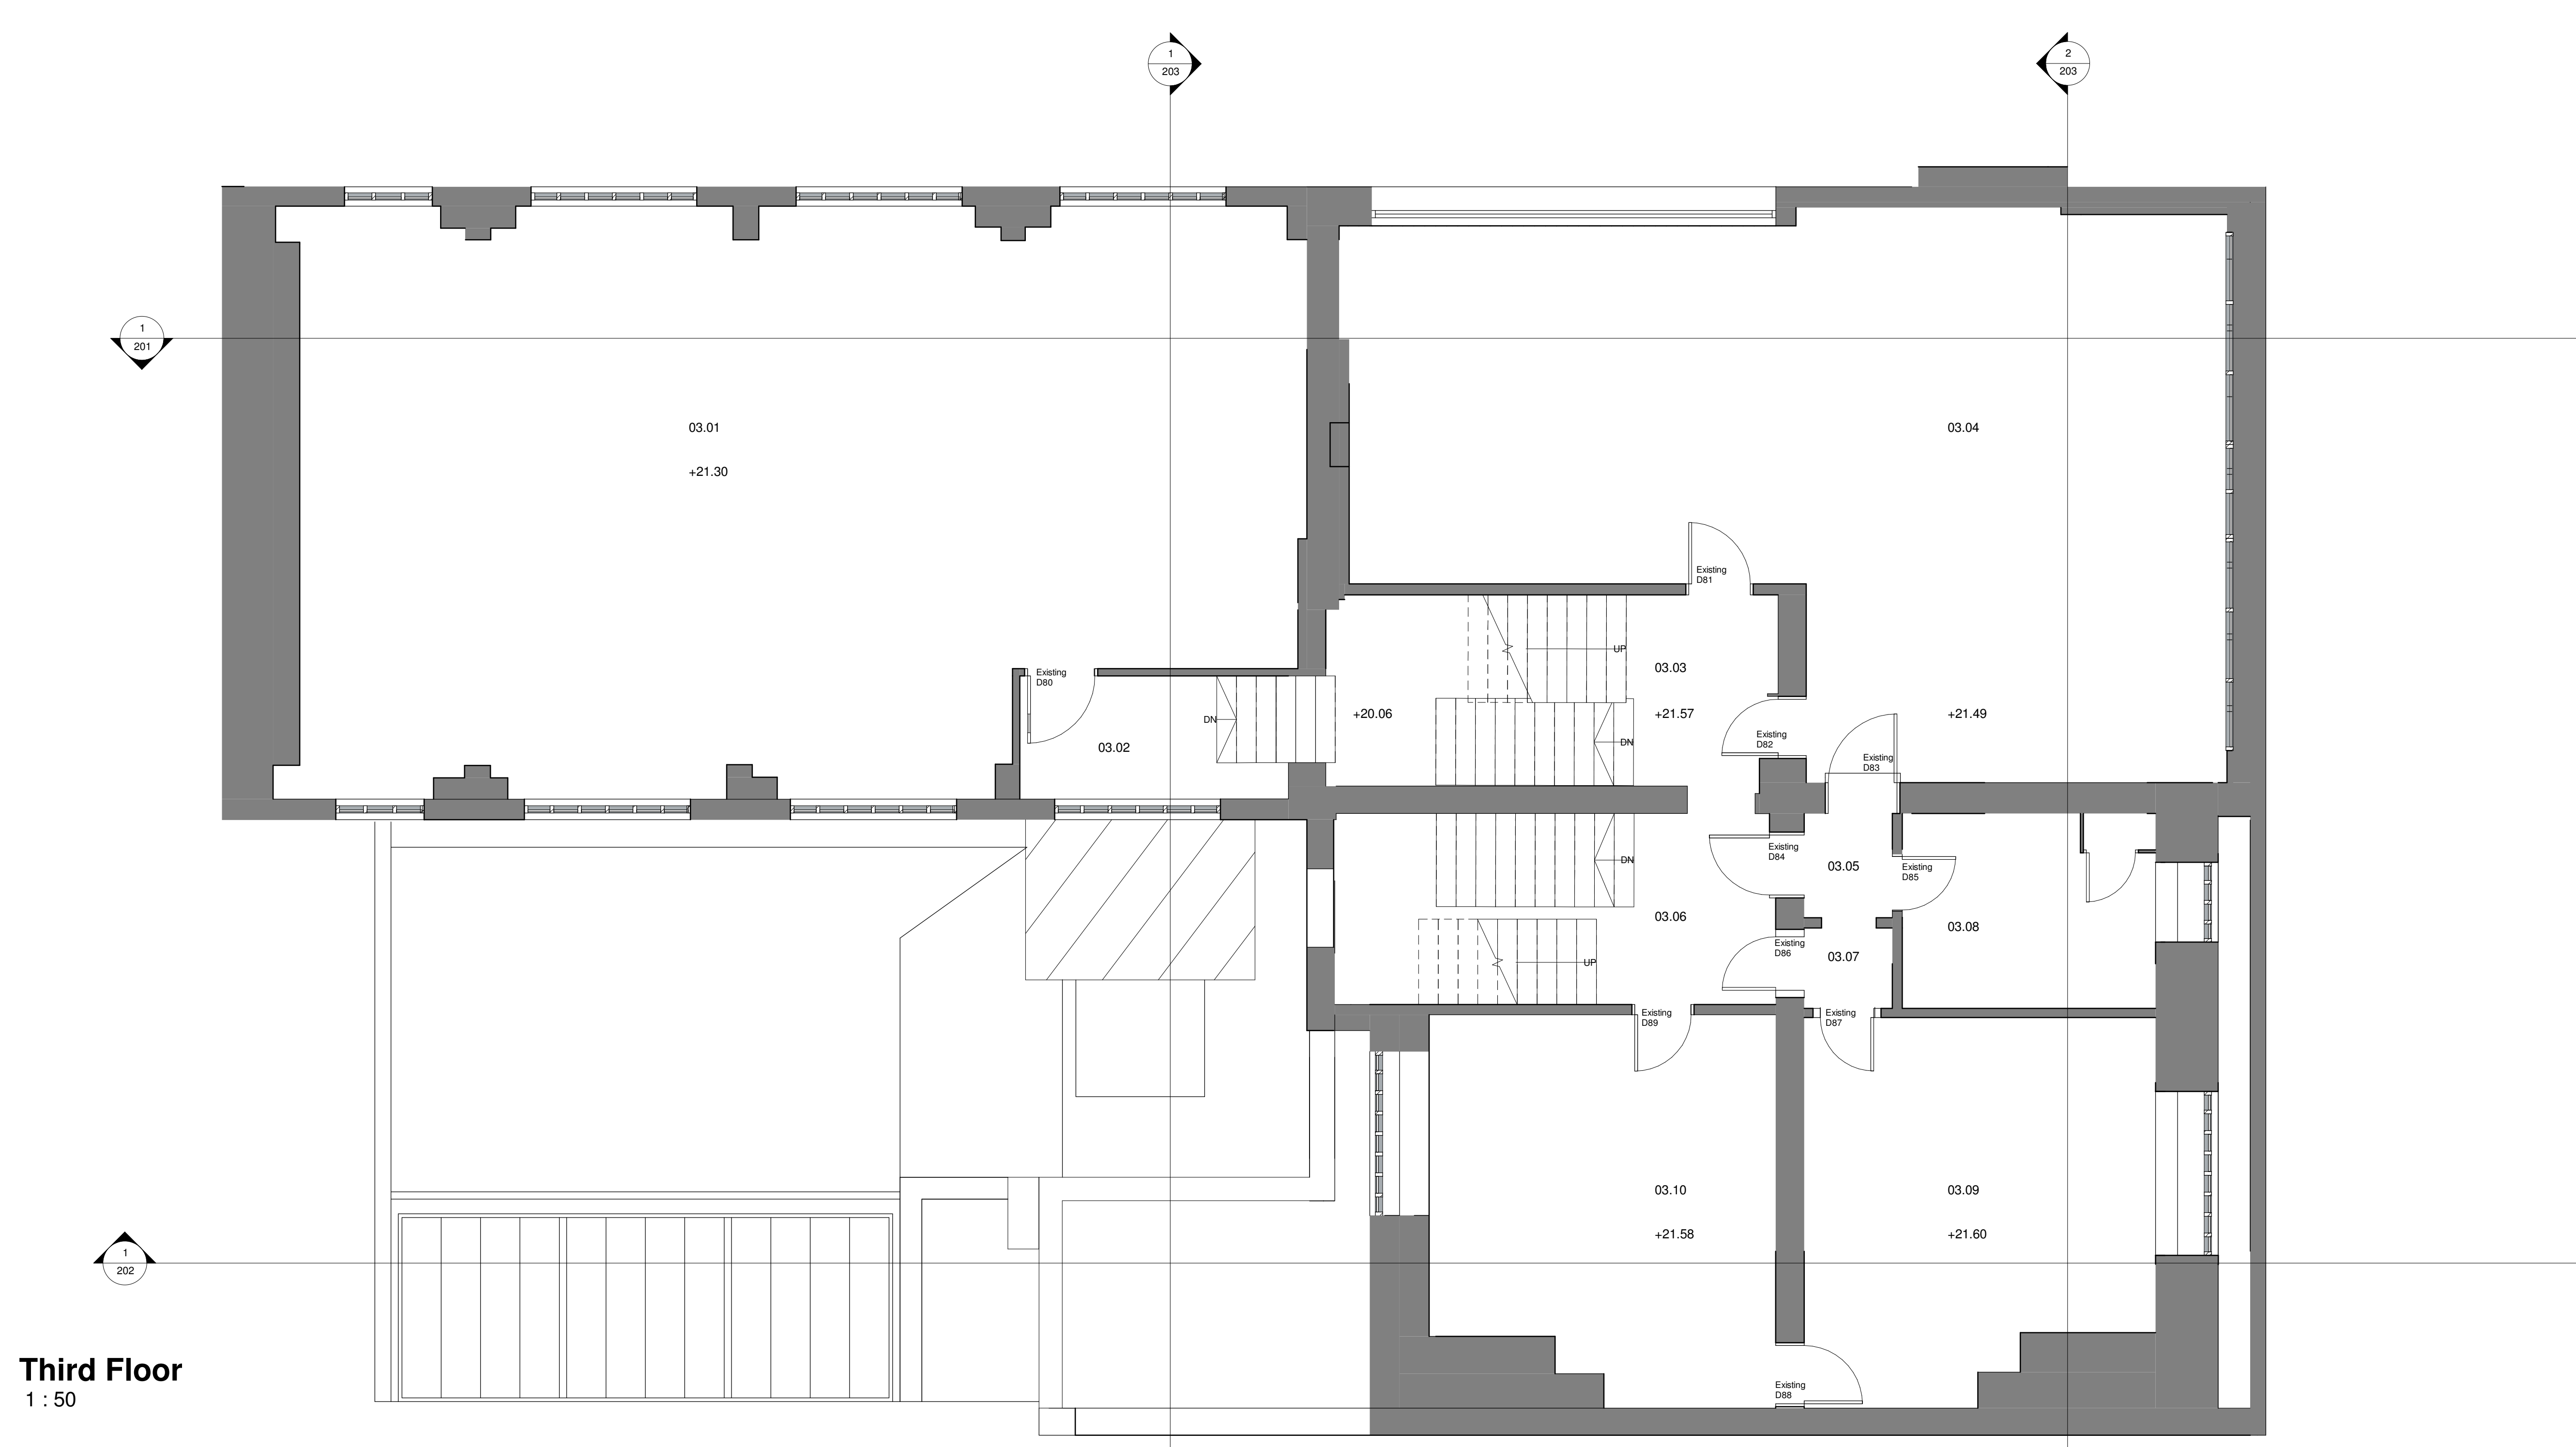 1
203
2
203
1
201
03.01
+21.30
03.04
Existing
D81
Existing
D80
DN
03.02
+20.06
UP
03.03
+21.57
DN
Existing
D82
+21.49
Existing
D83
Existing
D84
DN
03.05
Existing
D85
03.06
03.08
Existing
D86
03.07
UP
Existing
D89
Existing
D87
03.10
+21.58
03.09
+21.60
1
202
Existing
D88
Third Floor
1 : 50